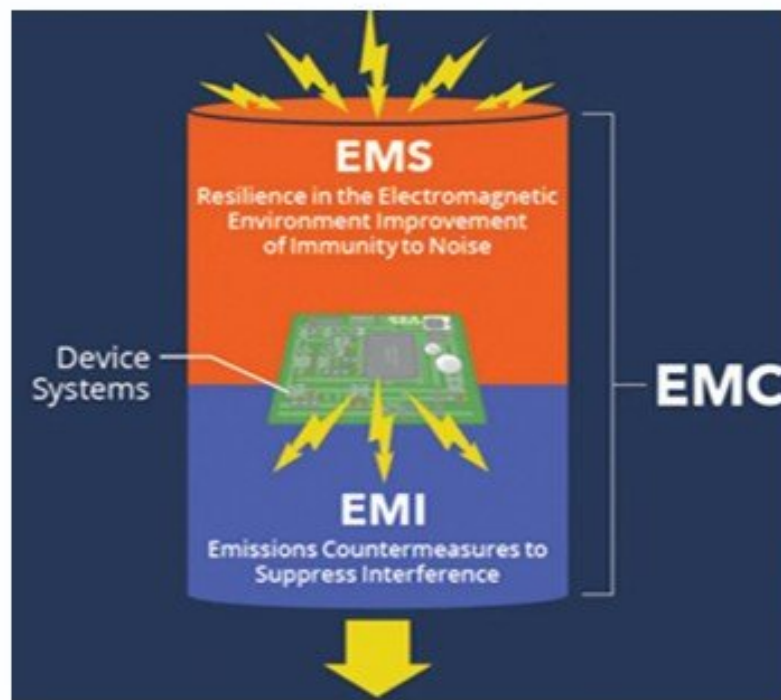 EMS
Resilience in the Electromagnetic
Environment Improvement
of Immunity to Noise
Device
Systems
EMC
EMI
Emissions Countermeasures to
Suppress Interference